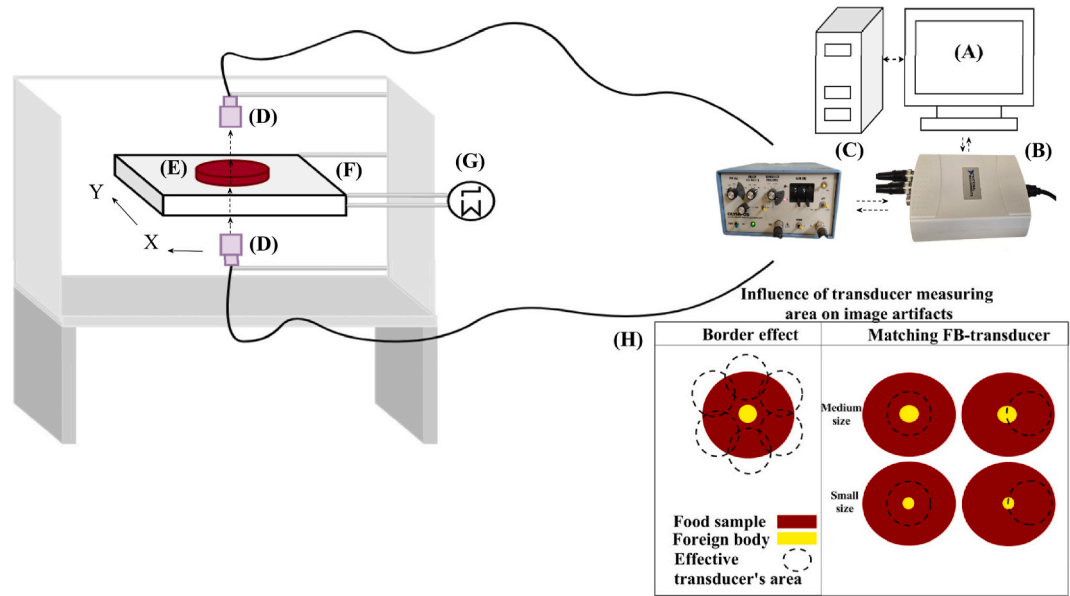 (A)
(D)
(C)
(B)
(E)
(F)
(G)
Y
X
(D)
Influence of transducer measuring
area on image artifacts
(H)
Border effect
Matching FB-transducer
Medium
size
Small
size
Food sample
Foreign body
Effective
transducer's area